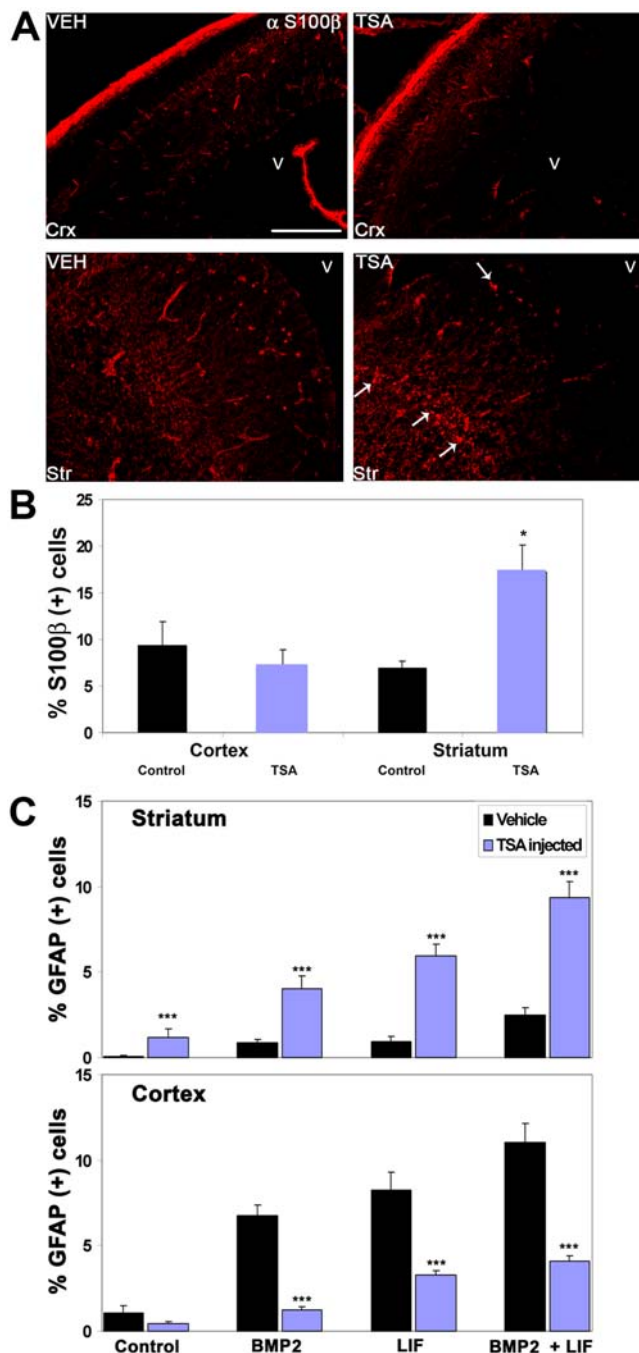 A
VEH α S100β
V
Crx
TSA
V
Crx
VEH V
Str
TSA V
Str
B
% S100β (+) cells
25
20
15
10
5
0
*
Cortex Striatum
Control TSA Control TSA
C
Striatum
Vehicle
TSA injected
% GFAP (+) cells
15
10
5
0
*** *** *** ***
Cortex
% GFAP (+) cells
15
10
5
0
*** *** ***
Control BMP2 LIF BMP2 + LIF